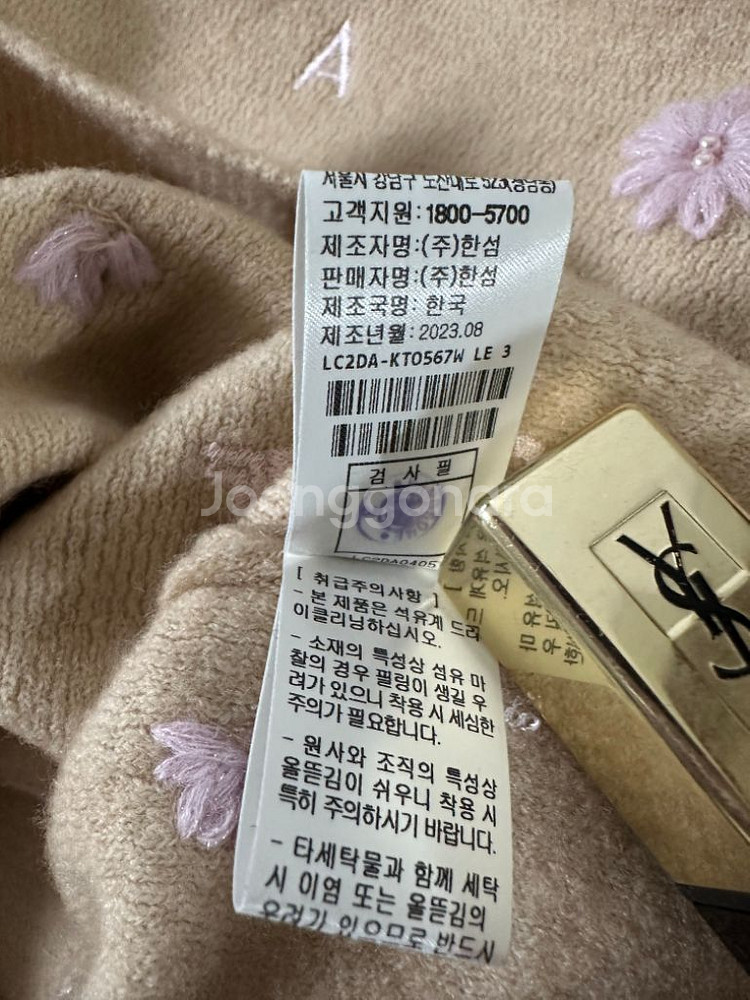 A
서울시 강남구 도산대로 523(청담동)
고객지원:1800-5700
제조자명:(주)한섬
판매자명:(주)한섬
제조국명: 한국
제조년월: 2023.08
LC2DA-KTO567W LE 3
검 사 필
Joonggonara
[ 취급주의사항 ]
- 본 제품은 석유계 드라
이클리닝하십시오.
- 소재의 특성상 섬유 마
찰의 경우 필링이 생길 우
려가 있으니 착용 시 세심한
주의가 필요합니다.
- 원사와 조직의 특성상
올뜯김이 쉬우니 착용 시
특히 주의하시기 바랍니다.
- 타세탁물과 함께 세탁
시 이염 또는 올뜯김의
우려가 있으므로 반드시
YSL